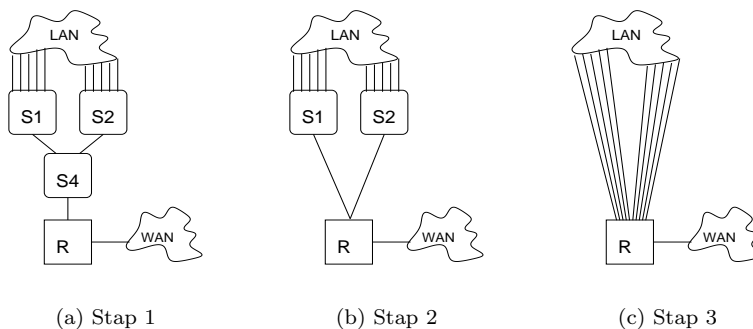 LAN
S1 S2
S4
R WAN
(a) Stap 1
LAN
S1 S2
R WAN
(b) Stap 2
LAN
R WAN
(c) Stap 3